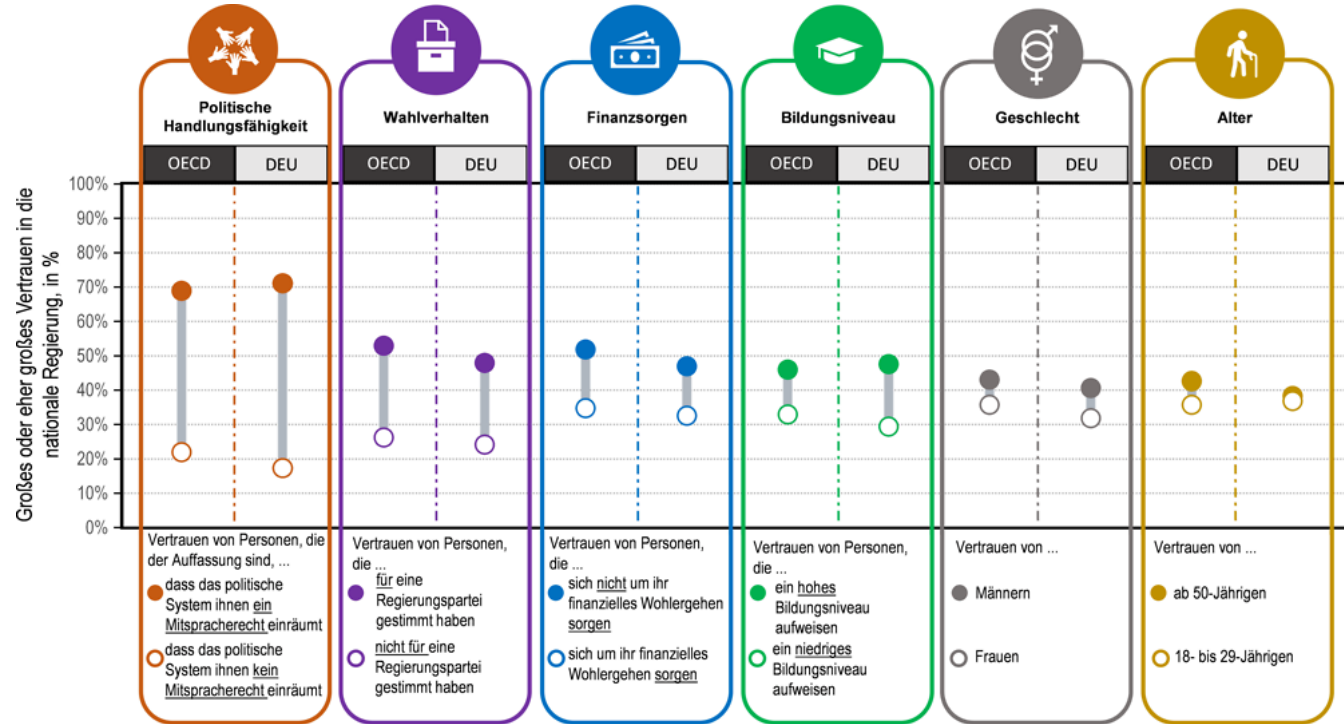 Politische
Handlungsfähigkeit
Wahlverhalten
Finanzsorgen
Bildungsniveau
Geschlecht
Alter
OECD DEU OECD DEU OECD DEU OECD DEU OECD DEU OECD DEU
Großes oder eher großes Vertrauen in die
nationale Regierung, in %
100%
90%
80%
70%
60%
50%
40%
30%
20%
10%
0%
Vertrauen von Personen, die
der Auffassung sind, ...
dass das politische
System ihnen ein
Mitspracherecht einräumt
dass das politische
System ihnen kein
Mitspracherecht einräumt
Vertrauen von Personen,
die ...
für eine
Regierungspartei
gestimmt haben
nicht für eine
Regierungspartei
gestimmt haben
Vertrauen von Personen,
die ...
sich nicht um ihr
finanzielles Wohlergehen
sorgen
sich um ihr finanzielles
Wohlergehen sorgen
Vertrauen von Personen,
die ...
ein hohes
Bildungsniveau
aufweisen
ein niedriges
Bildungsniveau
aufweisen
Vertrauen von ...
Männern
Frauen
Vertrauen von ...
ab 50-Jährigen
18- bis 29-Jährigen